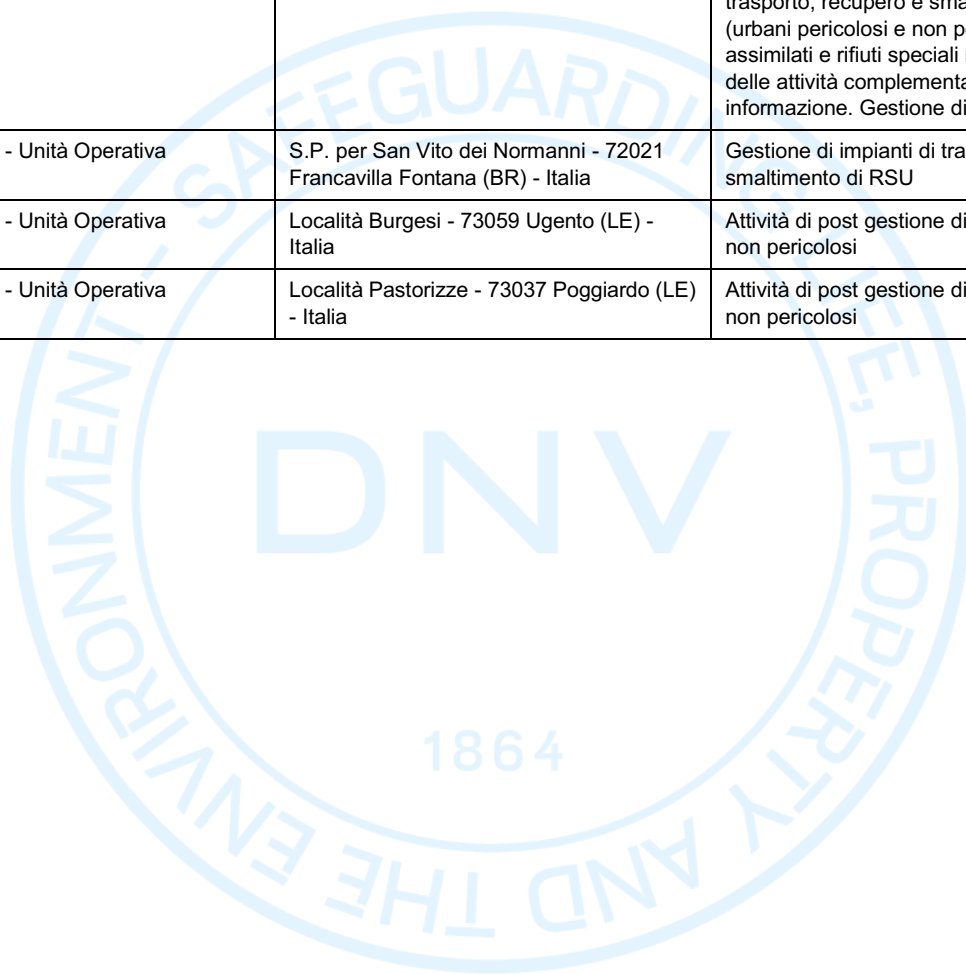 trasporto, recupero e
(urbani pericolosi e non
assimilati e rifiuti speciali
delle attività
informazione. Gestione di
- Unità Operativa
S.P. per San Vito dei Normanni - 72021
Francavilla Fontana (BR) - Italia
Gestione di impianti di
smaltimento di RSU
- Unità Operativa
Località Burgesi - 73059 Ugento (LE) -
Italia
Attività di post gestione di
non pericolosi
- Unità Operativa
Località Pastorizze - 73037 Poggiardo (LE)
- Italia
Attività di post gestione di
non pericolosi
SAFEGUARDING LIFE, PROPERTY AND THE ENVIRONMENT -
DNV
1864